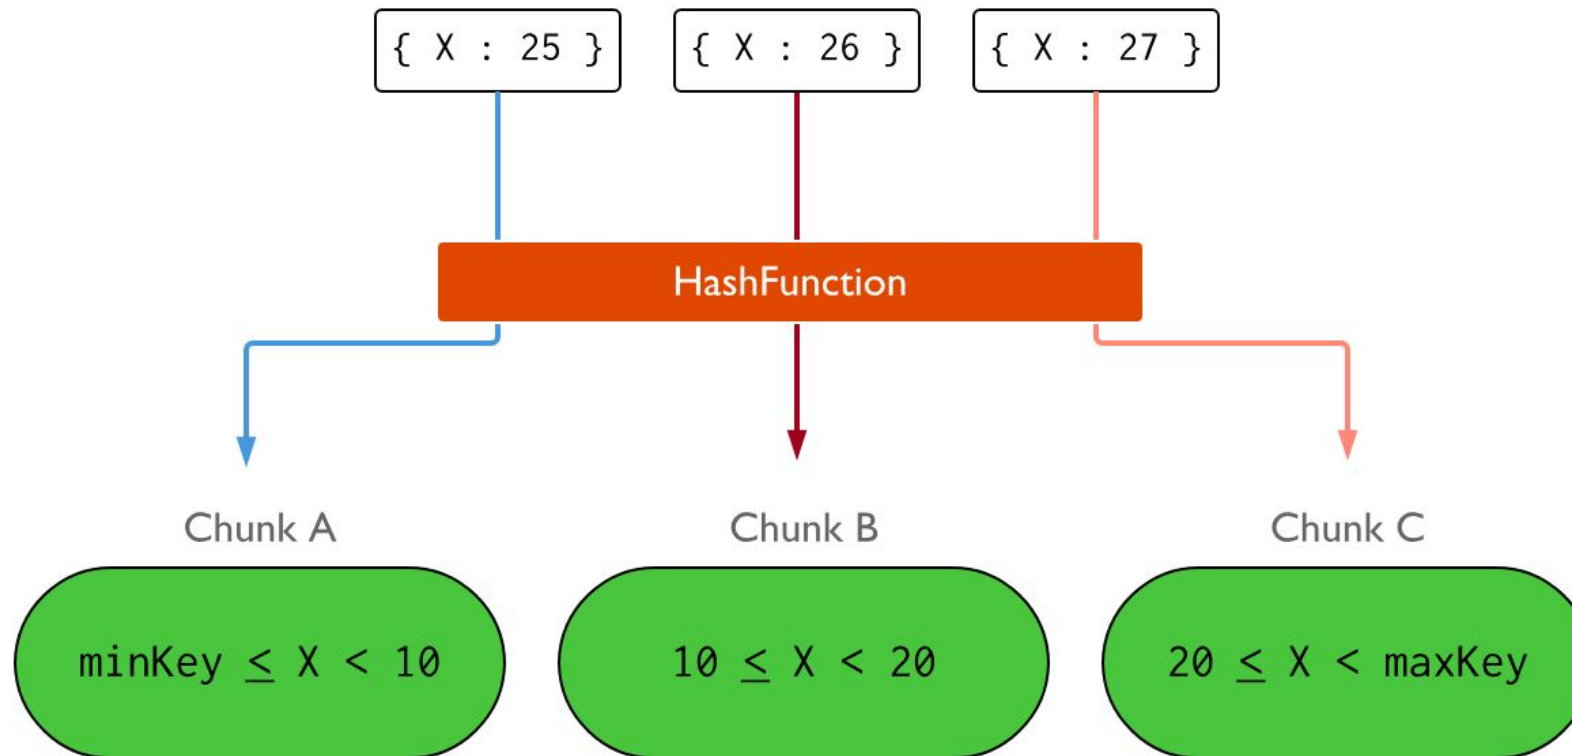 { X : 25 } { X : 26 } { X : 27 }
HashFunction
Chunk A Chunk B Chunk C
minKey ≤ X < 10 10 ≤ X < 20 20 ≤ X < maxKey